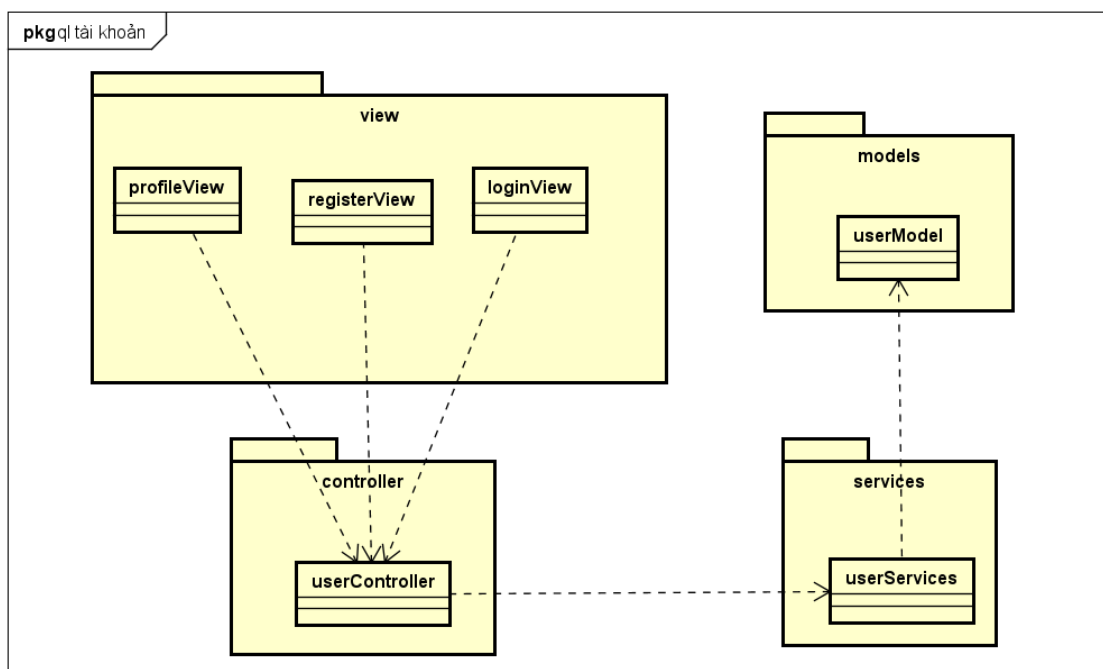 pkg ql tài khoản
view
profileView
registerView
loginView
models
userModel
controller
userController
services
userServices